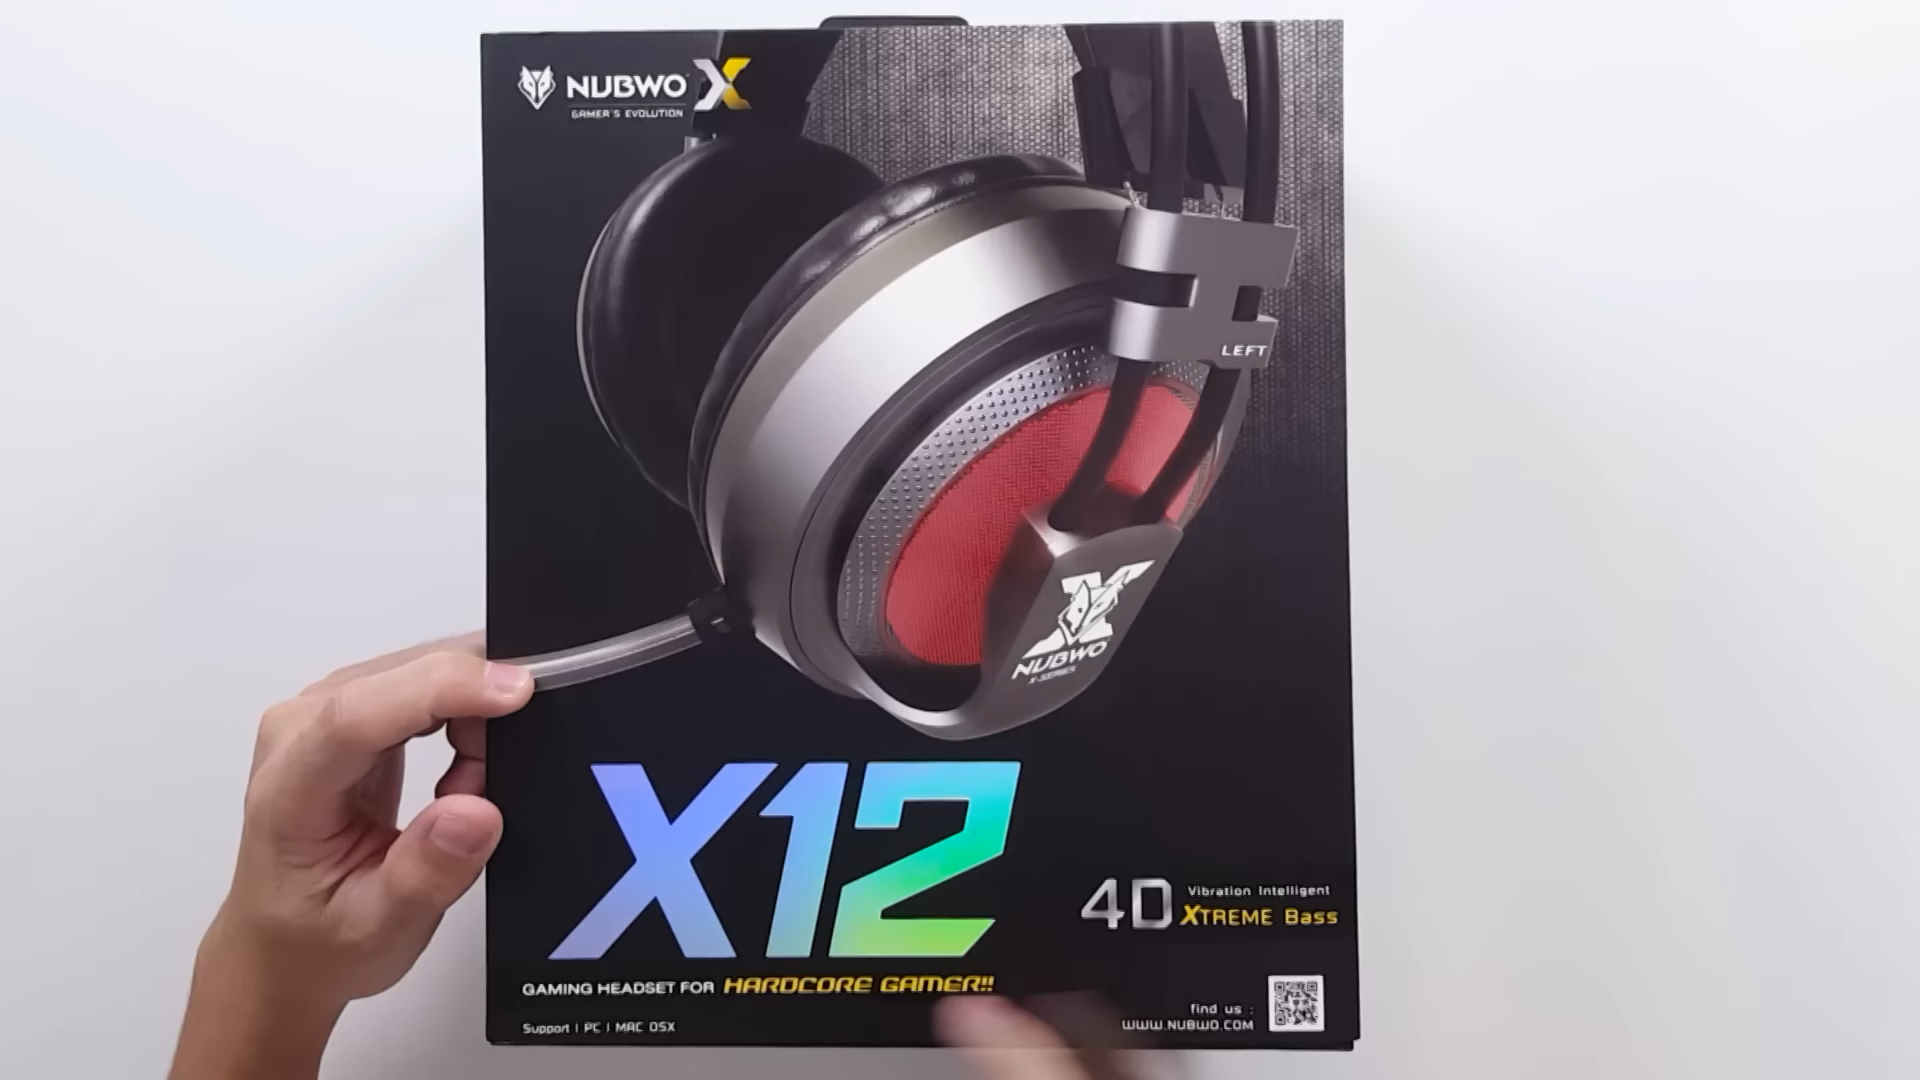 NUBWO X
GAMER'S EVOLUTION
LEFT
NUBWO
X-SERIES
X12
4D Vibration Intelligent
XTREME Bass
GAMING HEADSET FOR HARDCORE GAMER!!
Support | PC | MAC OSX
find us :
WWW.NUBWO.COM